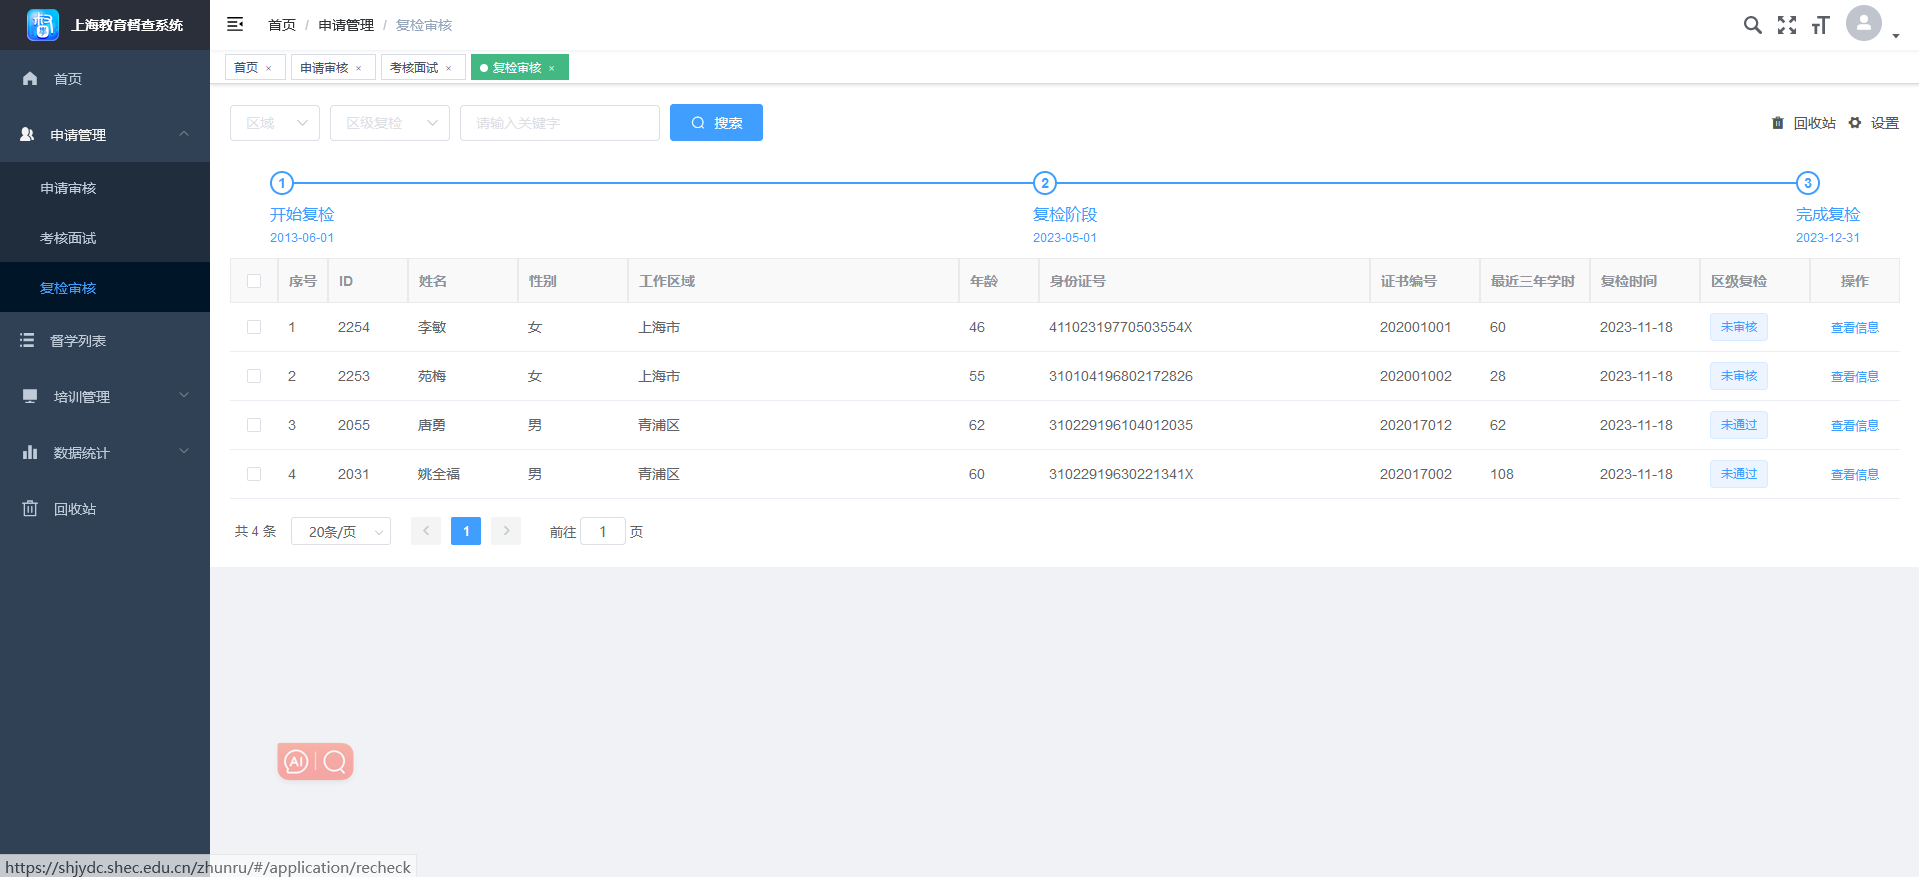 上海教育督查系统
首页 / 申请管理 / 复检审核
首页 ×
申请审核 ×
考核面试 ×
复检审核 ×
首页
申请管理
申请审核
考核面试
复检审核
督学列表
培训管理
数据统计
回收站
区域
区级复检
请输入关键字
搜索
回收站
设置
1
开始复检
2013-06-01
2
复检阶段
2023-05-01
3
完成复检
2023-12-31
序号 ID 姓名 性别 工作区域 年龄 身份证号 证书编号 最近三年学时 复检时间 区级复检 操作
1 2254 李敏 女 上海市 46 41102319770503554X 202001001 60 2023-11-18 未审核 查看信息
2 2253 苑梅 女 上海市 55 310104196802172826 202001002 28 2023-11-18 未审核 查看信息
3 2055 唐勇 男 青浦区 62 310229196104012035 202017012 62 2023-11-18 未通过 查看信息
4 2031 姚全福 男 青浦区 60 31022919630221341X 202017002 108 2023-11-18 未通过 查看信息
共 4 条 20条/页 1 前往 1 页
AI
https://shjydc.shec.edu.cn/zhunru/#/application/recheck